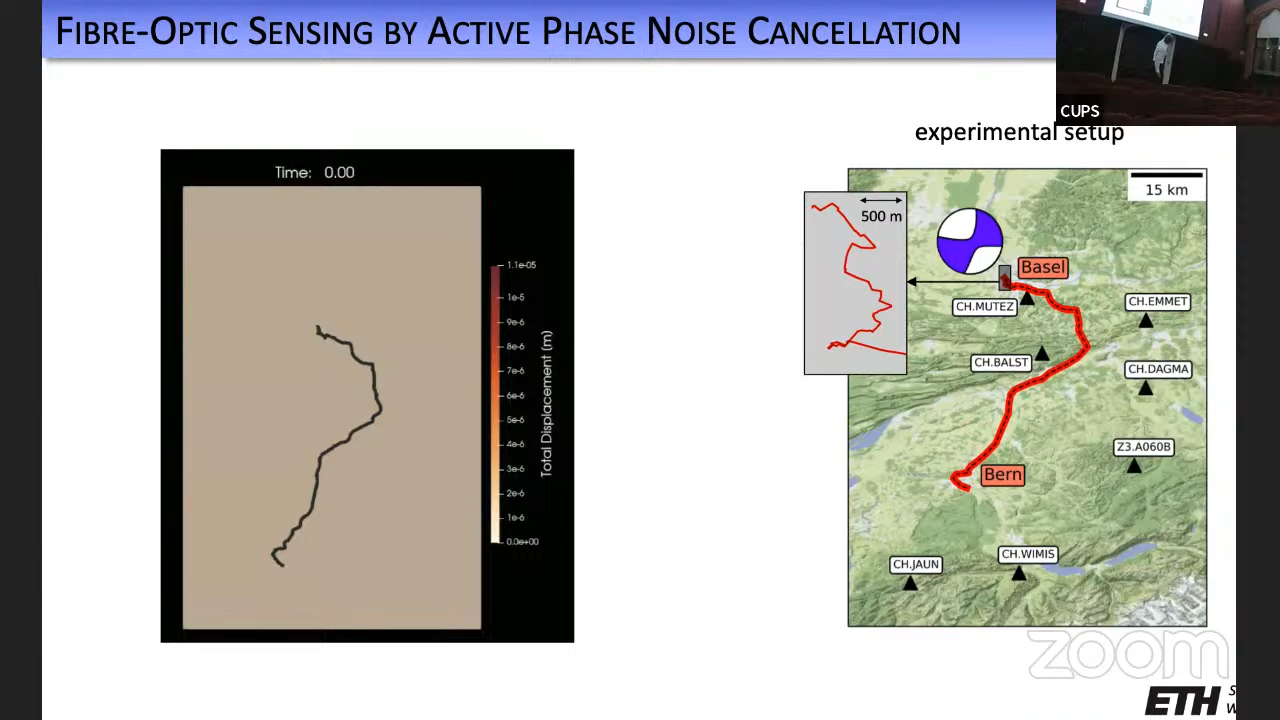 FIBRE-OPTIC SENSING BY ACTIVE PHASE NOISE CANCELLATION
CUPS
experimental setup
Time: 0.00
1.1e-05
1e-5
9e-6
8e-6
7e-6
6e-6
5e-6
4e-6
3e-6
2e-6
1e-6
0.0e+00
Total Displacement (m)
15 km
500 m
Basel
CH.MUTEZ
CH.EMMET
CH.BALST
CH.DAGMA
Z3.A060B
Bern
CH.JAUN
CH.WIMIS
zoom
ETH